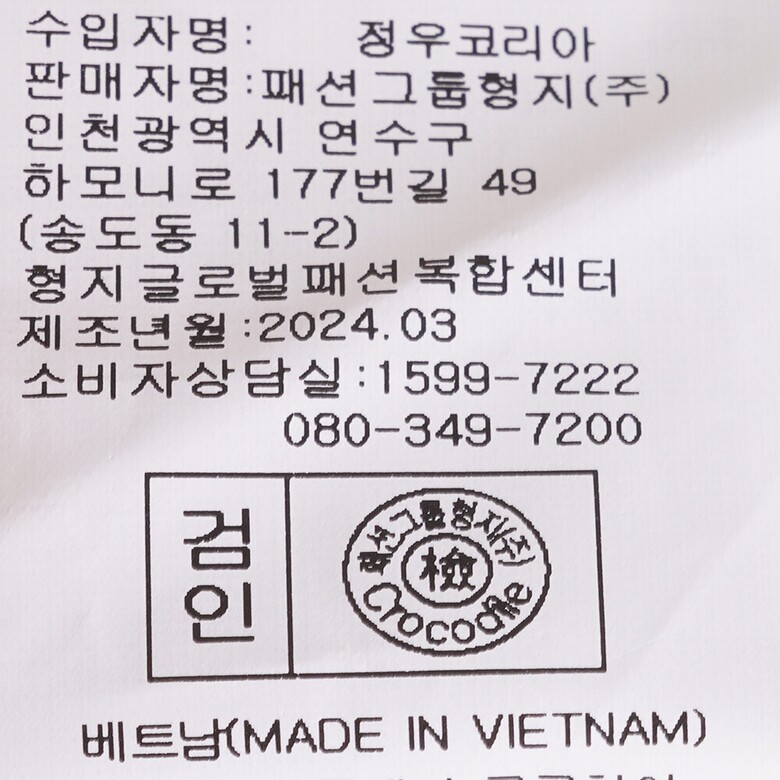 수입자명: 정우코리아
판매자명:패션그룹형지(주)
인천광역시 연수구
하모니로 177번길 49
(송도동 11-2)
형지글로벌패션복합센터
제조년월:2024.03
소비자상담실:1599-7222
080-349-7200
검인
패션그룹형지(주)
檢
Crocodile
베트남(MADE IN VIETNAM)